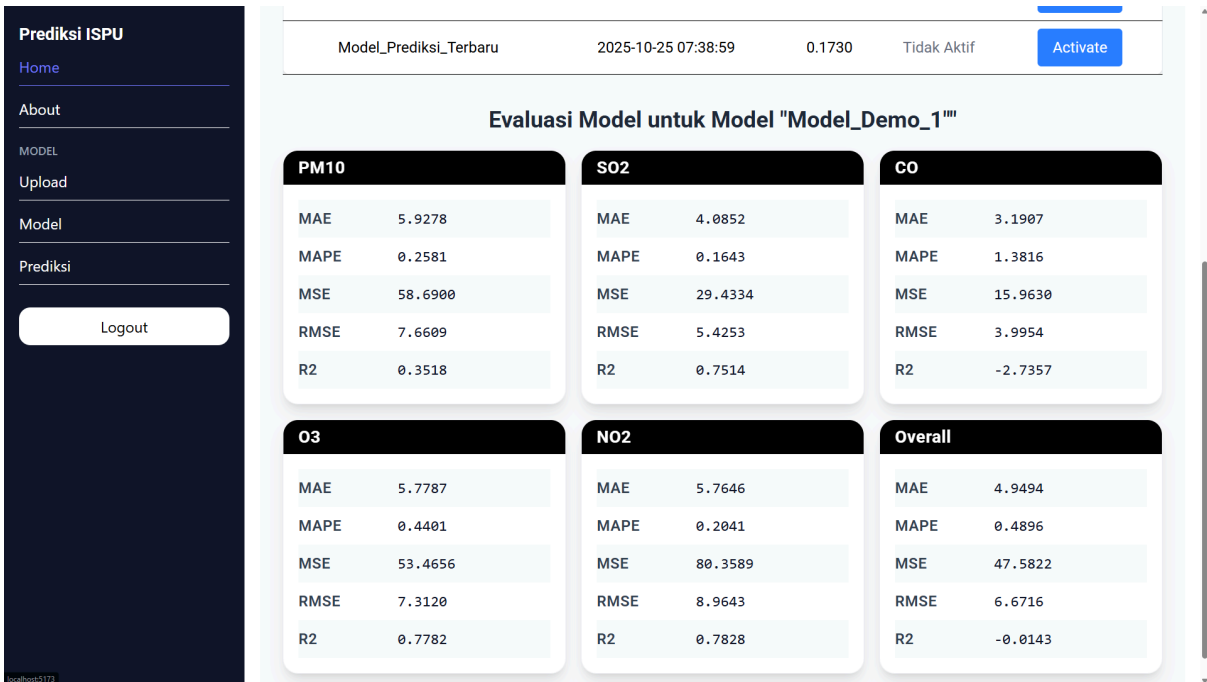 Prediksi ISPU
Home
About
MODEL
Upload
Model
Prediksi
Logout
Model_Prediksi_Terbaru 2025-10-25 07:38:59 0.1730 Tidak Aktif Activate
Evaluasi Model untuk Model "Model_Demo_1""
PM10
MAE 5.9278
MAPE 0.2581
MSE 58.6900
RMSE 7.6609
R2 0.3518
SO2
MAE 4.0852
MAPE 0.1643
MSE 29.4334
RMSE 5.4253
R2 0.7514
CO
MAE 3.1907
MAPE 1.3816
MSE 15.9630
RMSE 3.9954
R2 -2.7357
O3
MAE 5.7787
MAPE 0.4401
MSE 53.4656
RMSE 7.3120
R2 0.7782
NO2
MAE 5.7646
MAPE 0.2041
MSE 80.3589
RMSE 8.9643
R2 0.7828
Overall
MAE 4.9494
MAPE 0.4896
MSE 47.5822
RMSE 6.6716
R2 -0.0143
localhost:5173